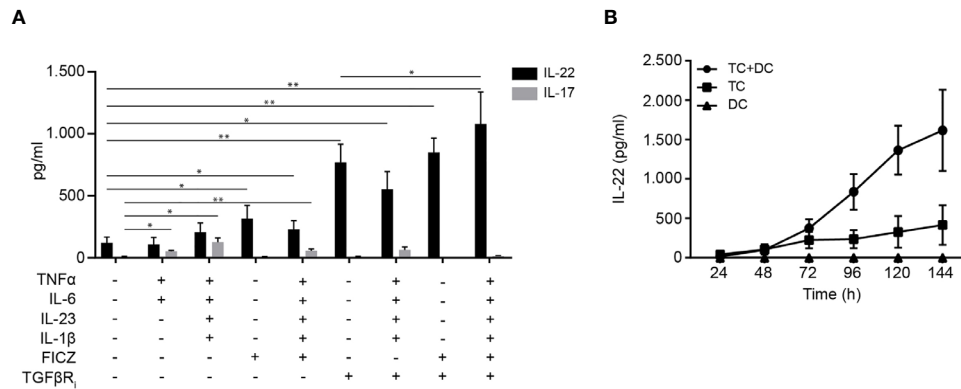 A
1.500
1.000
500
0
pg/ml
IL-22
IL-17
** * ** ** * ** * * ** * *
TNFα - + + - + - + - +
IL-6 - + + - + - + - +
IL-23 - - + - + - + - +
IL-1β - - + - + - + - +
FICZ - - - + + - - + +
TGFβRi - - - - - + + + +
B
2.500
2.000
1.500
1.000
500
0
IL-22 (pg/ml)
TC+DC
TC
DC
24 48 72 96 120 144
Time (h)